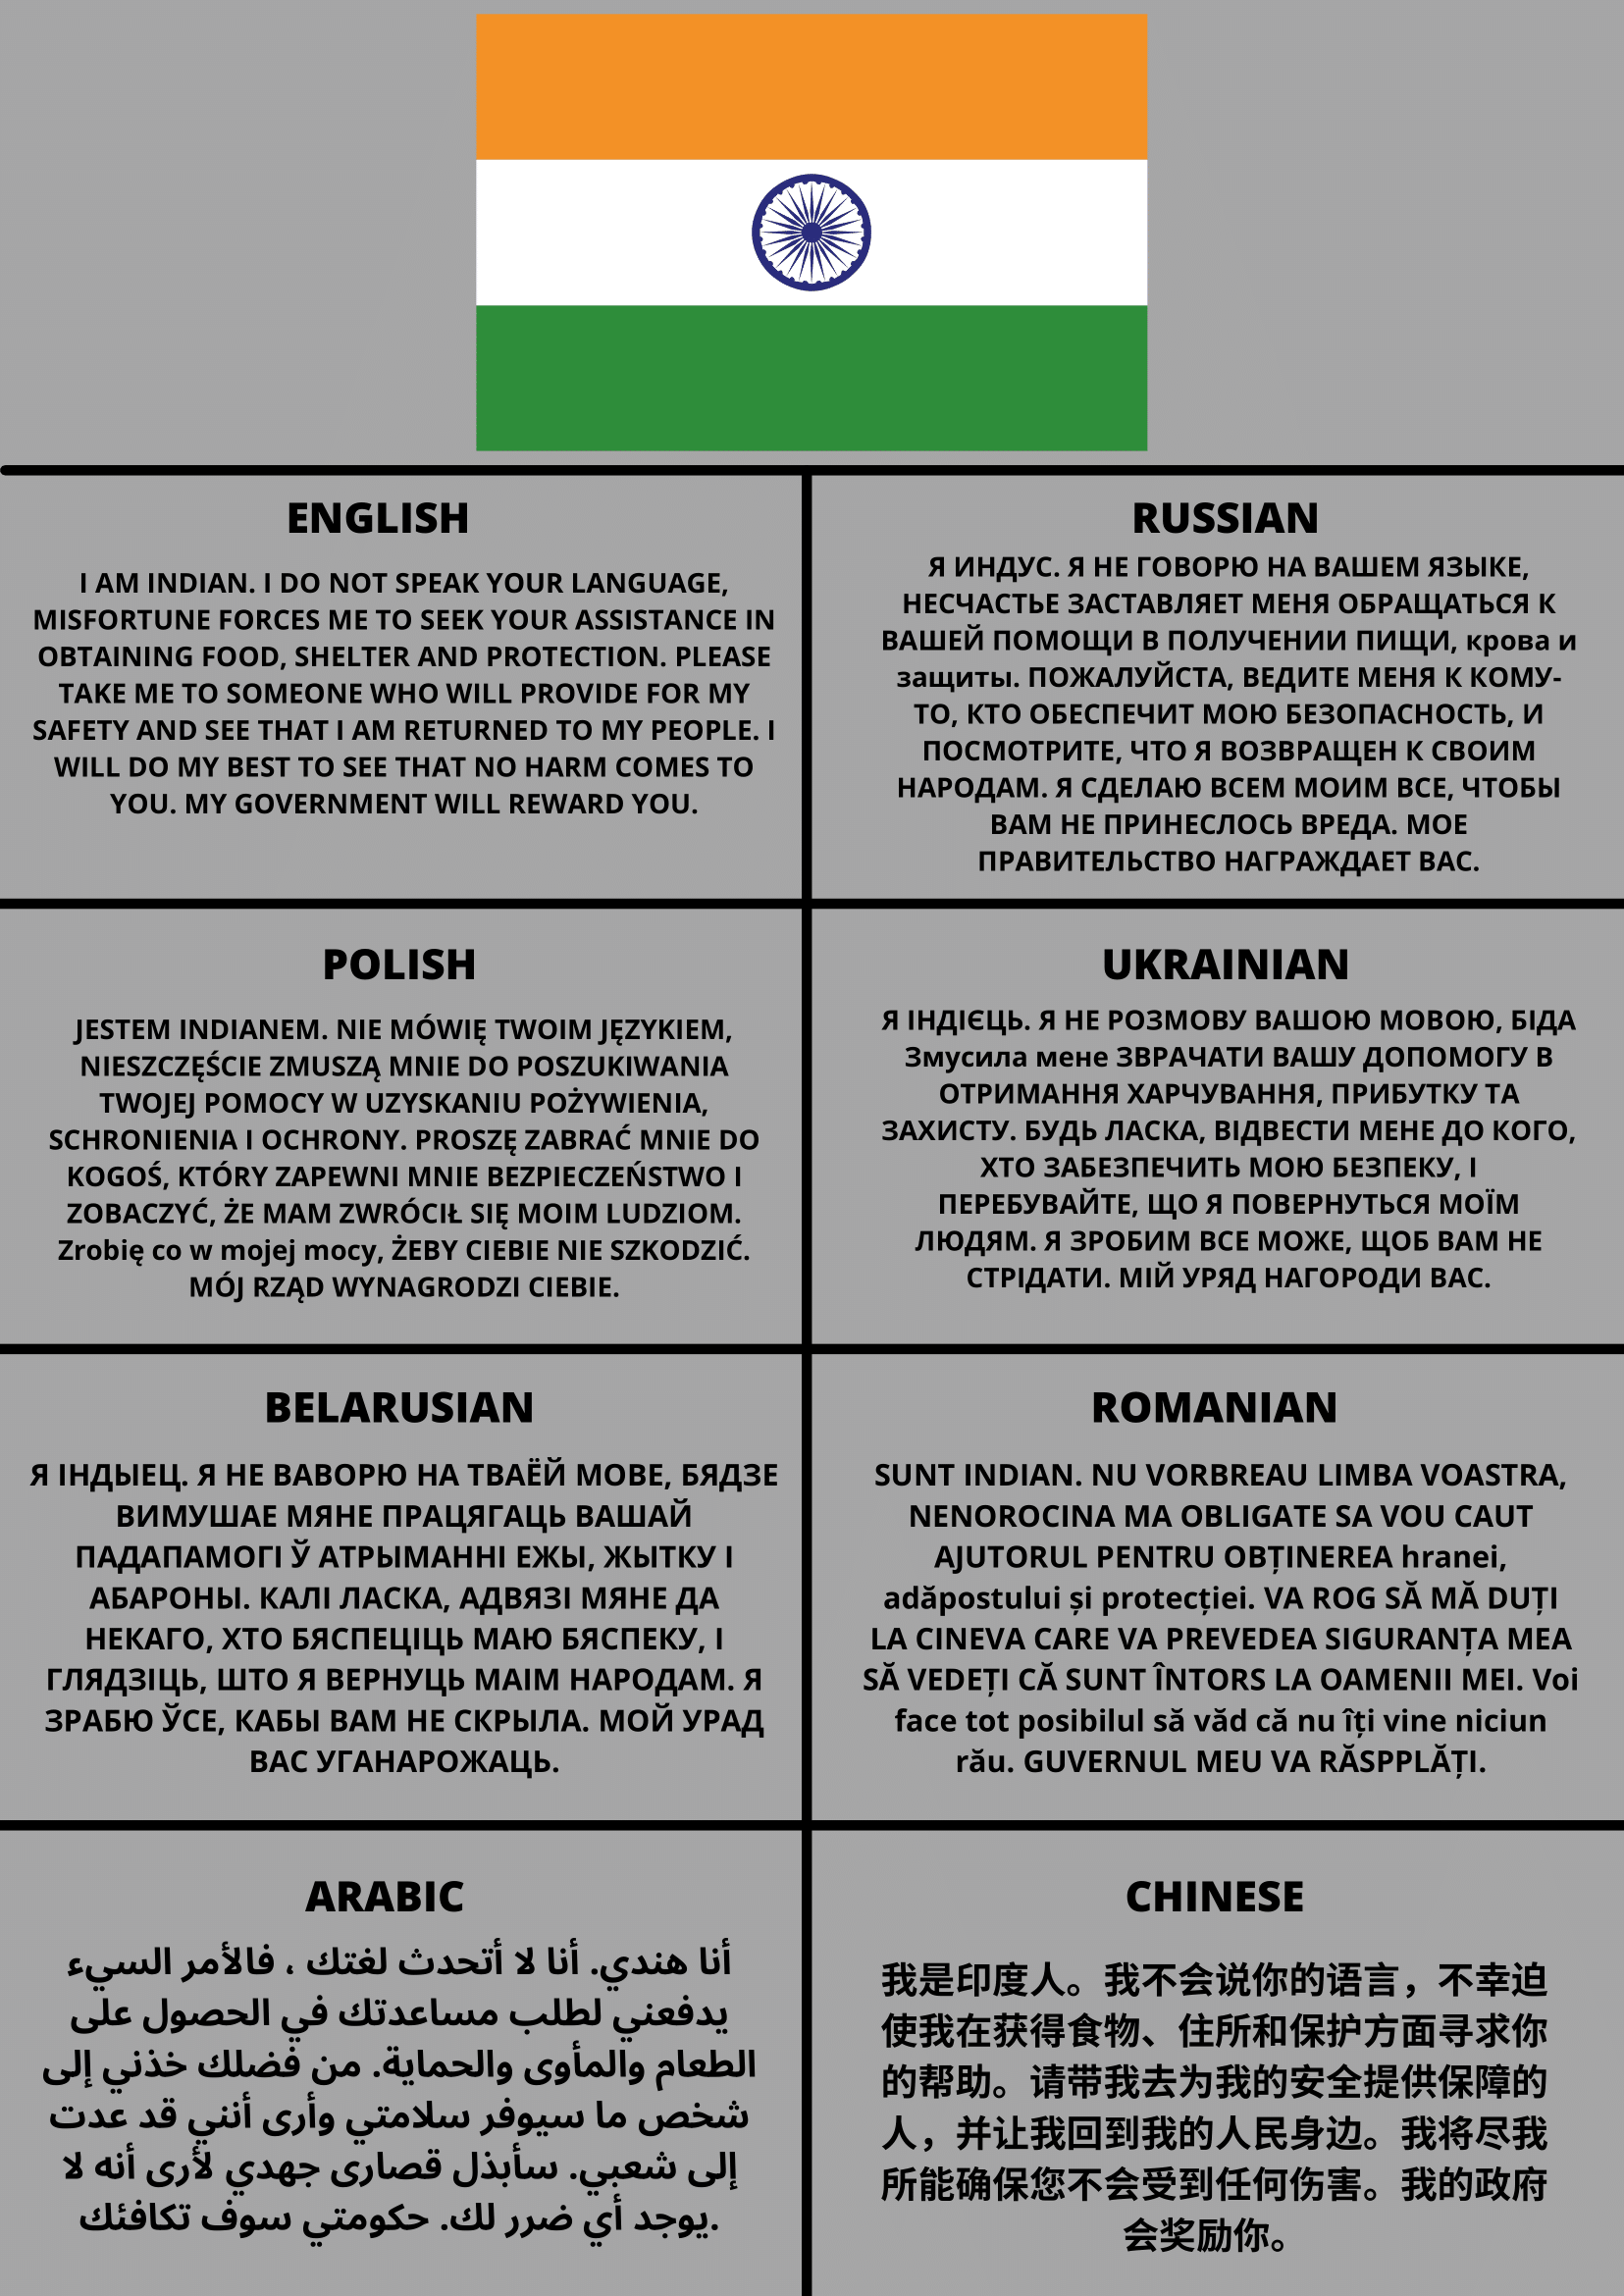 ENGLISH
I AM INDIAN. I DO NOT SPEAK YOUR LANGUAGE,
MISFORTUNE FORCES ME TO SEEK YOUR ASSISTANCE IN
OBTAINING FOOD, SHELTER AND PROTECTION. PLEASE
TAKE ME TO SOMEONE WHO WILL PROVIDE FOR MY
SAFETY AND SEE THAT I AM RETURNED TO MY PEOPLE. I
WILL DO MY BEST TO SEE THAT NO HARM COMES TO
YOU. MY GOVERNMENT WILL REWARD YOU.
RUSSIAN
Я ИНДУС. Я НЕ ГОВОРЮ НА ВАШЕМ ЯЗЫКЕ,
НЕСЧАСТЬЕ ЗАСТАВЛЯЕТ МЕНЯ ОБРАЩАТЬСЯ К
ВАШЕЙ ПОМОЩИ В ПОЛУЧЕНИИ ПИЩИ, крова и
защиты. ПОЖАЛУЙСТА, ВЕДИТЕ МЕНЯ К КОМУ-
ТО, КТО ОБЕСПЕЧИТ МОЮ БЕЗОПАСНОСТЬ, И
ПОСМОТРИТЕ, ЧТО Я ВОЗВРАЩЕН К СВОИМ
НАРОДАМ. Я СДЕЛАЮ ВСЕМ МОИМ ВСЕ, ЧТОБЫ
ВАМ НЕ ПРИНЕСЛОСЬ ВРЕДА. МОЕ
ПРАВИТЕЛЬСТВО НАГРАЖДАЕТ ВАС.
POLISH
JESTEM INDIANEM. NIE MÓWIĘ TWOIM JĘZYKIEM,
NIESZCZĘŚCIE ZMUSZĄ MNIE DO POSZUKIWANIA
TWOJEJ POMOCY W UZYSKANIU POŻYWIENIA,
SCHRONIENIA I OCHRONY. PROSZĘ ZABRAĆ MNIE DO
KOGOŚ, KTÓRY ZAPEWNI MNIE BEZPIECZEŃSTWO I
ZOBACZYĆ, ŻE MAM ZWRÓCIŁ SIĘ MOIM LUDZIOM.
Zrobię co w mojej mocy, ŻEBY CIEBIE NIE SZKODZIĆ.
MÓJ RZĄD WYNAGRODZI CIEBIE.
UKRAINIAN
Я ІНДІЄЦЬ. Я НЕ РОЗМОВУ ВАШОЮ МОВОЮ, БІДА
Змусила мене ЗВРАЧАТИ ВАШУ ДОПОМОГУ В
ОТРИМАННЯ ХАРЧУВАННЯ, ПРИБУТКУ ТА
ЗАХИСТУ. БУДЬ ЛАСКА, ВІДВЕСТИ МЕНЕ ДО КОГО,
ХТО ЗАБЕЗПЕЧИТЬ МОЮ БЕЗПЕКУ, І
ПЕРЕБУВАЙТЕ, ЩО Я ПОВЕРНУТЬСЯ МОЇМ
ЛЮДЯМ. Я ЗРОБИМ ВСЕ МОЖЕ, ЩОБ ВАМ НЕ
СТРІДАТИ. МІЙ УРЯД НАГОРОДИ ВАС.
BELARUSIAN
Я ІНДЫЕЦ. Я НЕ ВАВОРЮ НА ТВАЁЙ МОВЕ, БЯДЗЕ
ВИМУШАЕ МЯНЕ ПРАЦЯГАЦЬ ВАШАЙ
ПАДАПАМОГІ Ў АТРЫМАННІ ЕЖЫ, ЖЫТКУ І
АБАРОНЫ. КАЛІ ЛАСКА, АДВЯЗІ МЯНЕ ДА
НЕКАГО, ХТО БЯСПЕЦІЦЬ МАЮ БЯСПЕКУ, І
ГЛЯДЗІЦЬ, ШТО Я ВЕРНУЦЬ МАІМ НАРОДАМ. Я
ЗРАБЮ ЎСЕ, КАБЫ ВАМ НЕ СКРЫЛА. МОЙ УРАД
ВАС УГАНАРОЖАЦЬ.
ROMANIAN
SUNT INDIAN. NU VORBREAU LIMBA VOASTRA,
NENOROCINA MA OBLIGATE SA VOU CAUT
AJUTORUL PENTRU OBȚINEREA hranei,
adăpostului și protecției. VA ROG SĂ MĂ DUȚI
LA CINEVA CARE VA PREVEDEA SIGURANȚA MEA
SĂ VEDEȚI CĂ SUNT ÎNTORS LA OAMENII MEI. Voi
face tot posibilul să văd că nu îți vine niciun
rău. GUVERNUL MEU VA RĂSPPLĂȚI.
ARABIC
أنا هندي. أنا لا أتحدث لغتك ، فالأمر السيء
يدفعني لطلب مساعدتك في الحصول على
الطعام والمأوى والحماية. من فضلك خذني إلى
شخص ما سيوفر سلامتي وأرى أنني قد عدت
إلى شعبي. سأبذل قصارى جهدي لأرى أنه لا
يوجد أي ضرر لك. حكومتي سوف تكافئك.
CHINESE
我是印度人。我不会说你的语言，不幸迫
使我在获得食物、住所和保护方面寻求你
的帮助。请带我去为我的安全提供保障的
人，并让我回到我的人民身边。我将尽我
所能确保您不会受到任何伤害。我的政府
会奖励你。